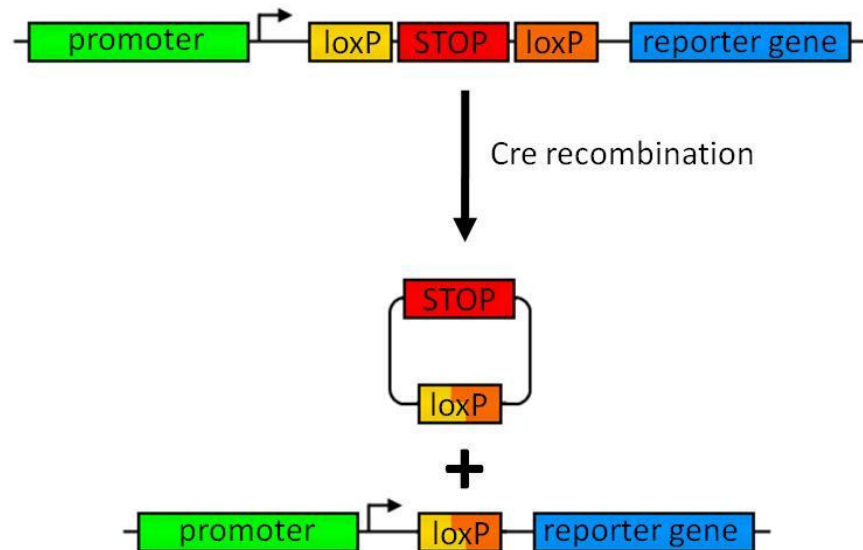 promoter loxP STOP loxP reporter gene
Cre recombination
STOP
loxP
+
promoter loxP reporter gene